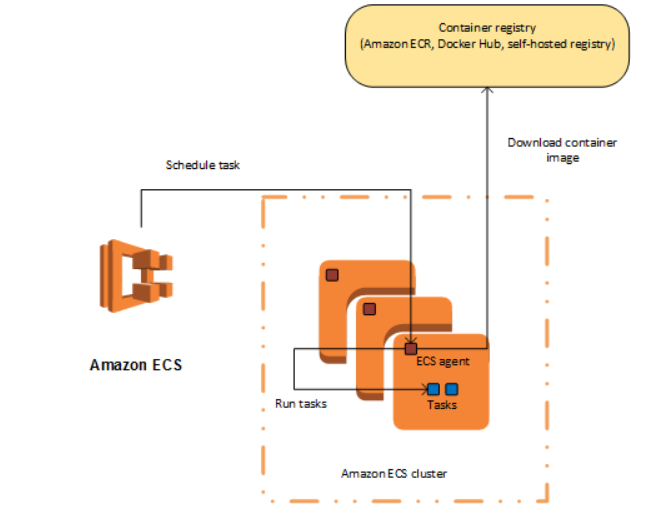 Container registry
(Amazon ECR, Docker Hub, self-hosted registry)
Download container
image
Schedule task
Amazon ECS
ECS agent
Run tasks
Tasks
Amazon ECS cluster